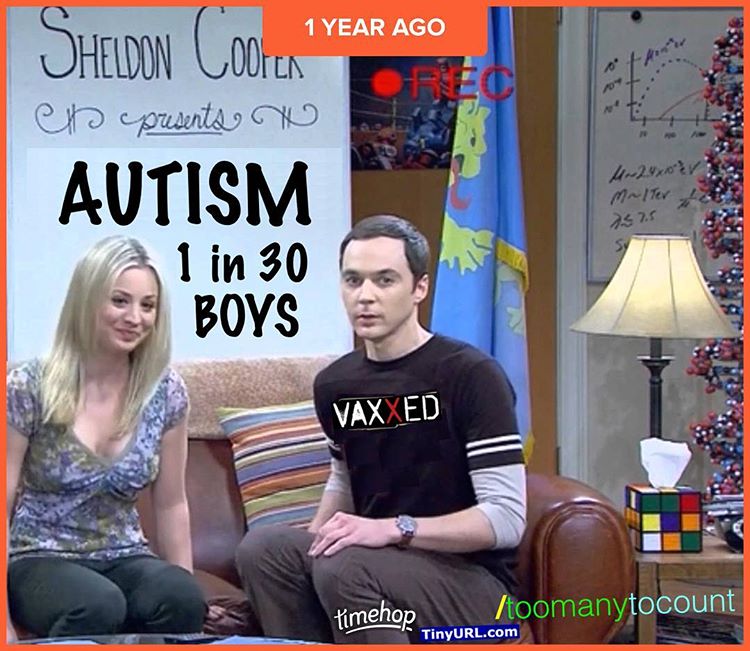 1 YEAR AGO
SHELDON COOPER
presents
REC
AUTISM
1 in 30
BOYS
VAXXED
timehop
/toomanytocount
TinyURL.com